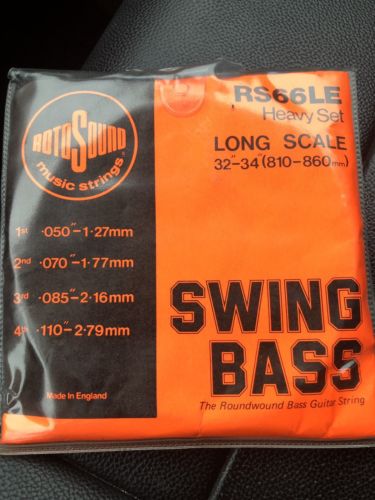 RS66LE
Heavy Set
LONG SCALE
32"-34"(810-860mm)
ROTOSOUND
music strings
1st ·050"-1·27mm
2nd ·070"-1·77mm
3rd ·085"-2·16mm
4th ·110"-2·79mm
SWING
BASS
The Roundwound Bass Guitar String
Made in England